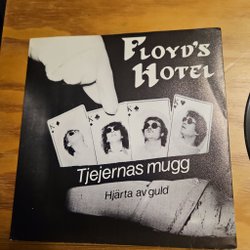 FLOYD'S
HOTEL
Tjejernas mugg
Hjärta av guld